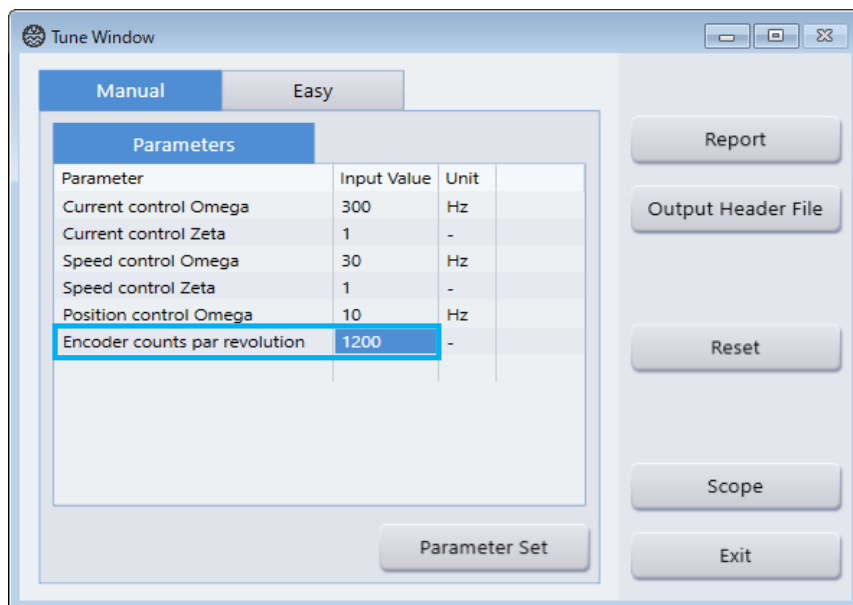 Tune Window
Manual Easy
Parameters
Parameter Input Value Unit
Current control Omega 300 Hz
Current control Zeta 1 -
Speed control Omega 30 Hz
Speed control Zeta 1 -
Position control Omega 10 Hz
Encoder counts par revolution 1200 -
Parameter Set
Report
Output Header File
Reset
Scope
Exit